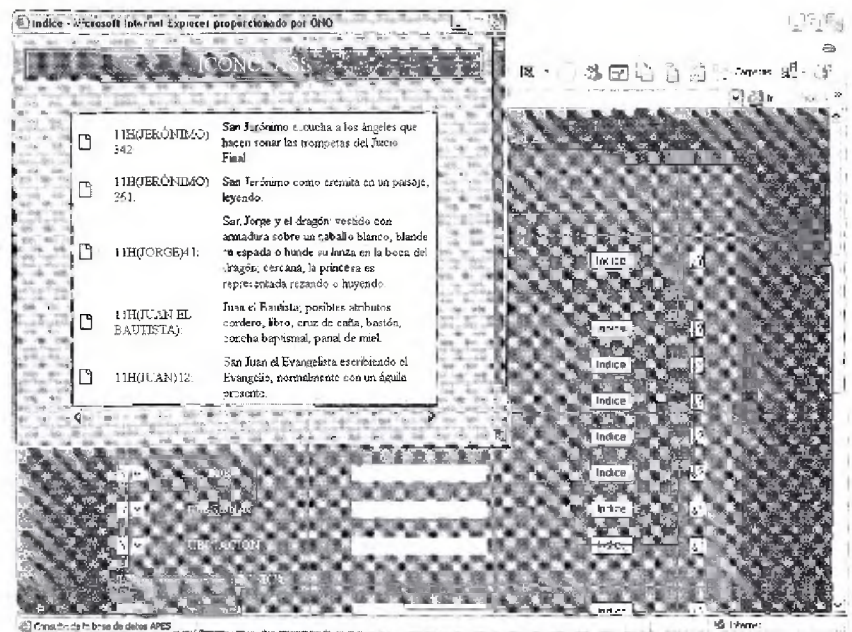 Indice - Microsoft Internet Explorer proporcionado por ONO
ICONCLASS
11H(JERÓNIMO) San Jerónimo escucha a los ángeles que
342: hacen sonar las trompetas del Juicio
Final
11H(JERÓNIMO) San Jerónimo como eremita en un paisaje,
361: leyendo.
San Jorge y el dragón: vestido con
armadura sobre un caballo blanco, blande
11H(JORGE)41: su espada o hunde su lanza en la boca del
dragón; cercana, la princesa es
representada rezando o huyendo
11H(JUAN EL Juan el Bautista; posibles atributos
BAUTISTA): cordero, libro, cruz de caña, bastón,
concha baptismal, panal de miel.
San Juan el Evangelista escribiendo el
11H(JUAN)12: Evangelio, normalmente con un águila
presente.
Carpetas
Ir
Indice
Indice
Indice
Indice
Indice
Indice
Indice
UBICACIÓN
Indice
Consulta de la base de datos APES
Internet